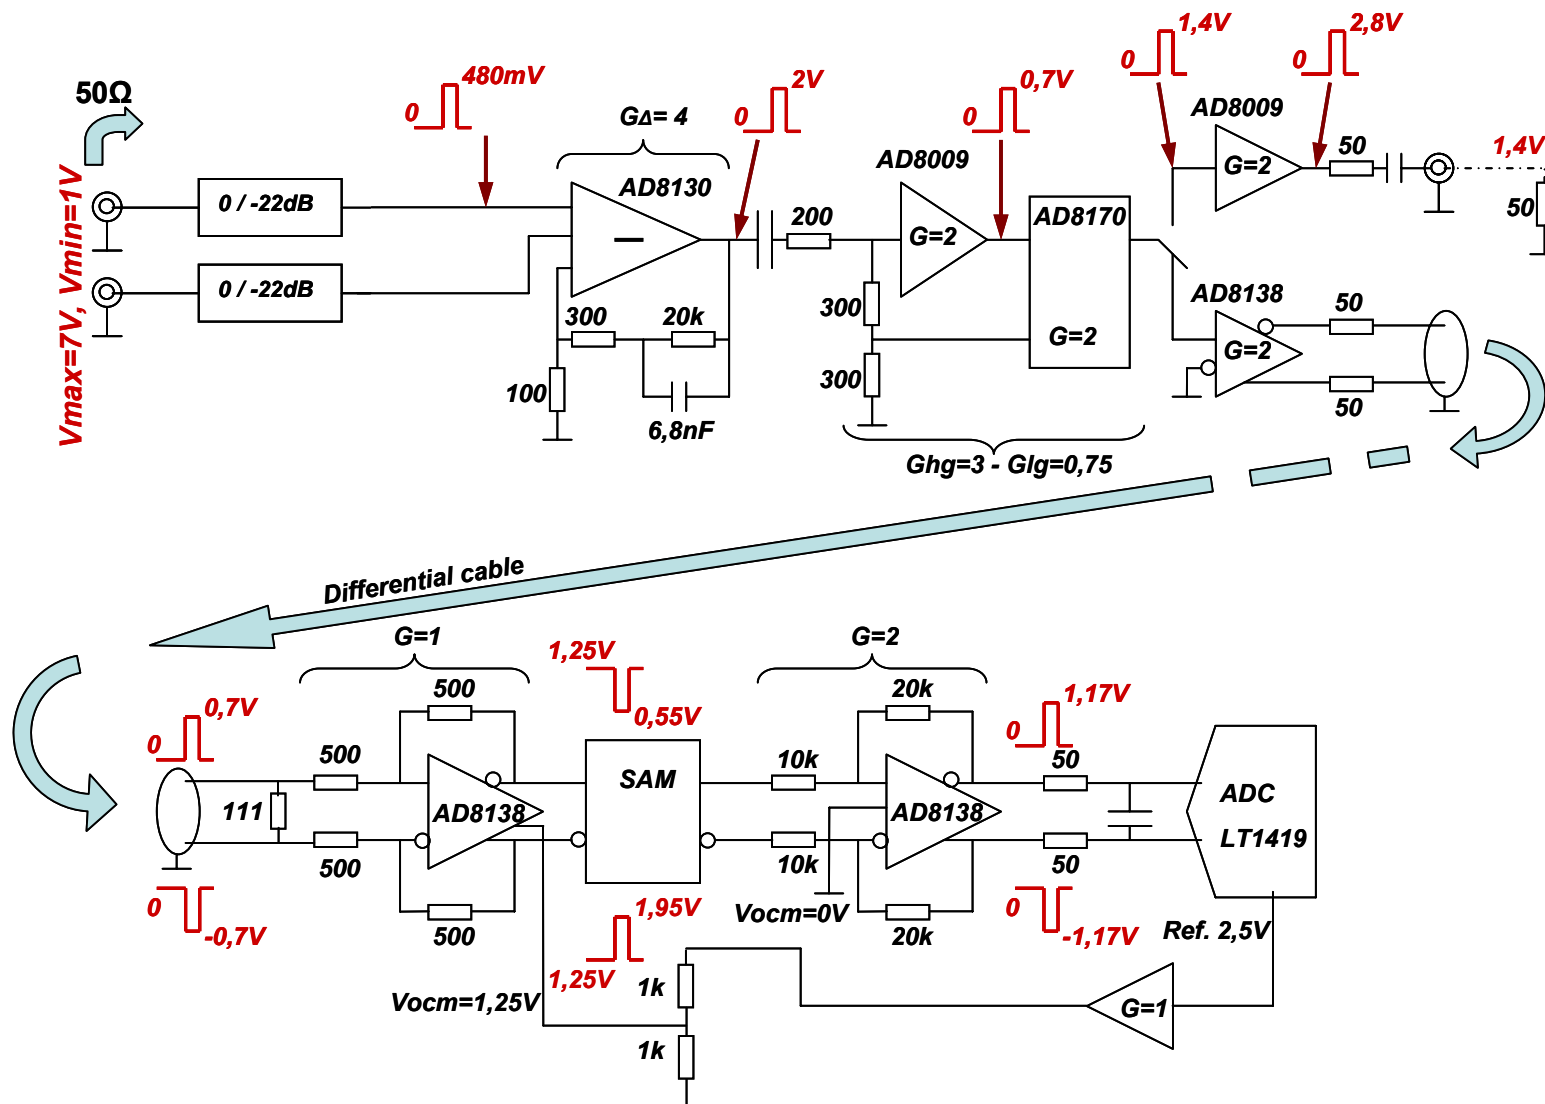 50Ω
Vmax=7V, Vmin=1V
0 / -22dB
0 / -22dB
0
480mV
GΔ= 4
AD8130
300
20k
100
6,8nF
0
2V
200
300
300
AD8009
G=2
0
0,7V
AD8170
G=2
Ghg=3 - Glg=0,75
0
1,4V
0
2,8V
AD8009
G=2
50
1,4V
50
AD8138
G=2
50
50
Differential cable
0
0,7V
0
-0,7V
111
G=1
500
500
500
500
AD8138
Vocm=1,25V
1,25V
0,55V
SAM
1,95V
1,25V
G=2
10k
10k
20k
20k
AD8138
Vocm=0V
0
1,17V
50
50
0
-1,17V
ADC
LT1419
Ref. 2,5V
G=1
1k
1k